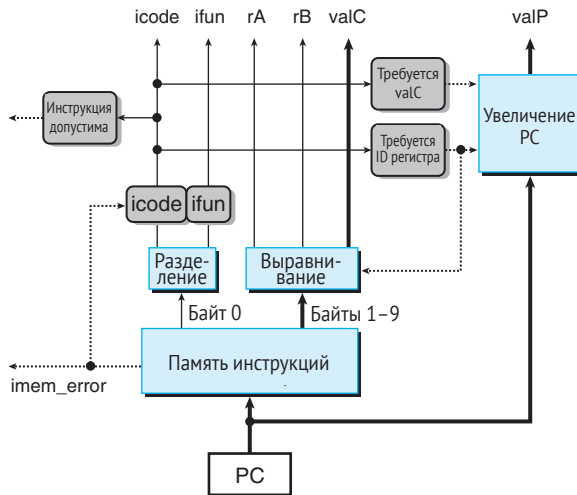 icode ifun rA rB valC valP
Требуется
valC
Инструкция
допустима
Увеличение
PC
Требуется
ID регистра
icode ifun
Разде-
ление
Выравни-
вание
Байт 0
Байты 1–9
Память инструкций
imem_error
PC